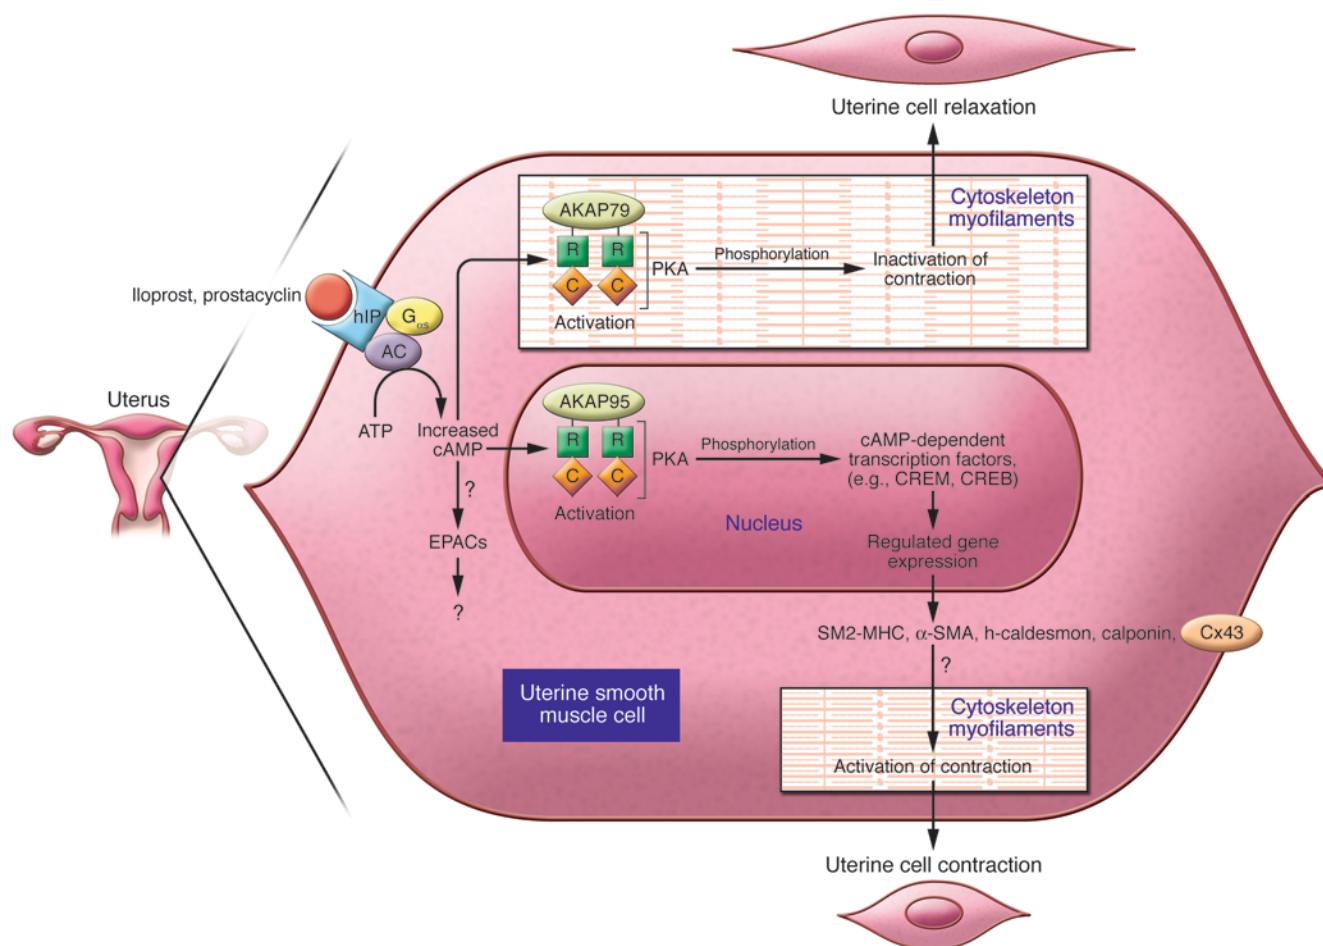 Uterine cell relaxation
Cytoskeleton
myofilaments
AKAP79
R
R
C
C
PKA
Activation
Phosphorylation
Inactivation of
contraction
Iloprost, prostacyclin
hIP
Gαs
AC
Uterus
ATP
Increased
cAMP
?
EPACs
?
AKAP95
R
R
C
C
PKA
Activation
Phosphorylation
cAMP-dependent
transcription factors,
(e.g., CREM, CREB)
Nucleus
Regulated gene
expression
SM2-MHC, α-SMA, h-caldesmon, calponin, Cx43
?
Uterine smooth
muscle cell
Cytoskeleton
myofilaments
Activation of contraction
Uterine cell contraction